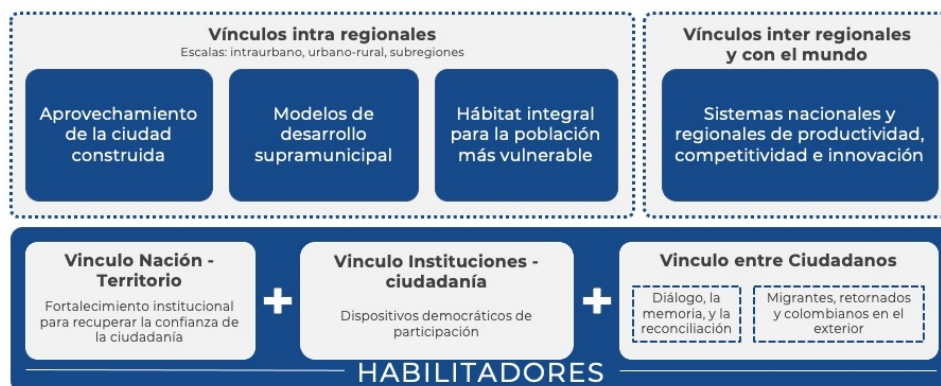 Vínculos intra regionales
Escalas: intraurbano, urbano-rural, subregiones
Aprovechamiento
de la ciudad
construida
Modelos de
desarrollo
supramunicipal
Hábitat integral
para la población
más vulnerable
Vínculos inter regionales
y con el mundo
Sistemas nacionales y
regionales de productividad,
competitividad e innovación
Vinculo Nación -
Territorio
Fortalecimiento institucional
para recuperar la confianza de
la ciudadanía
+
Vinculo Instituciones -
ciudadanía
Dispositivos democráticos de
participación
+
Vinculo entre Ciudadanos
Diálogo, la
memoria, y la
reconciliación
Migrantes, retornados
y colombianos en el
exterior
HABILITADORES